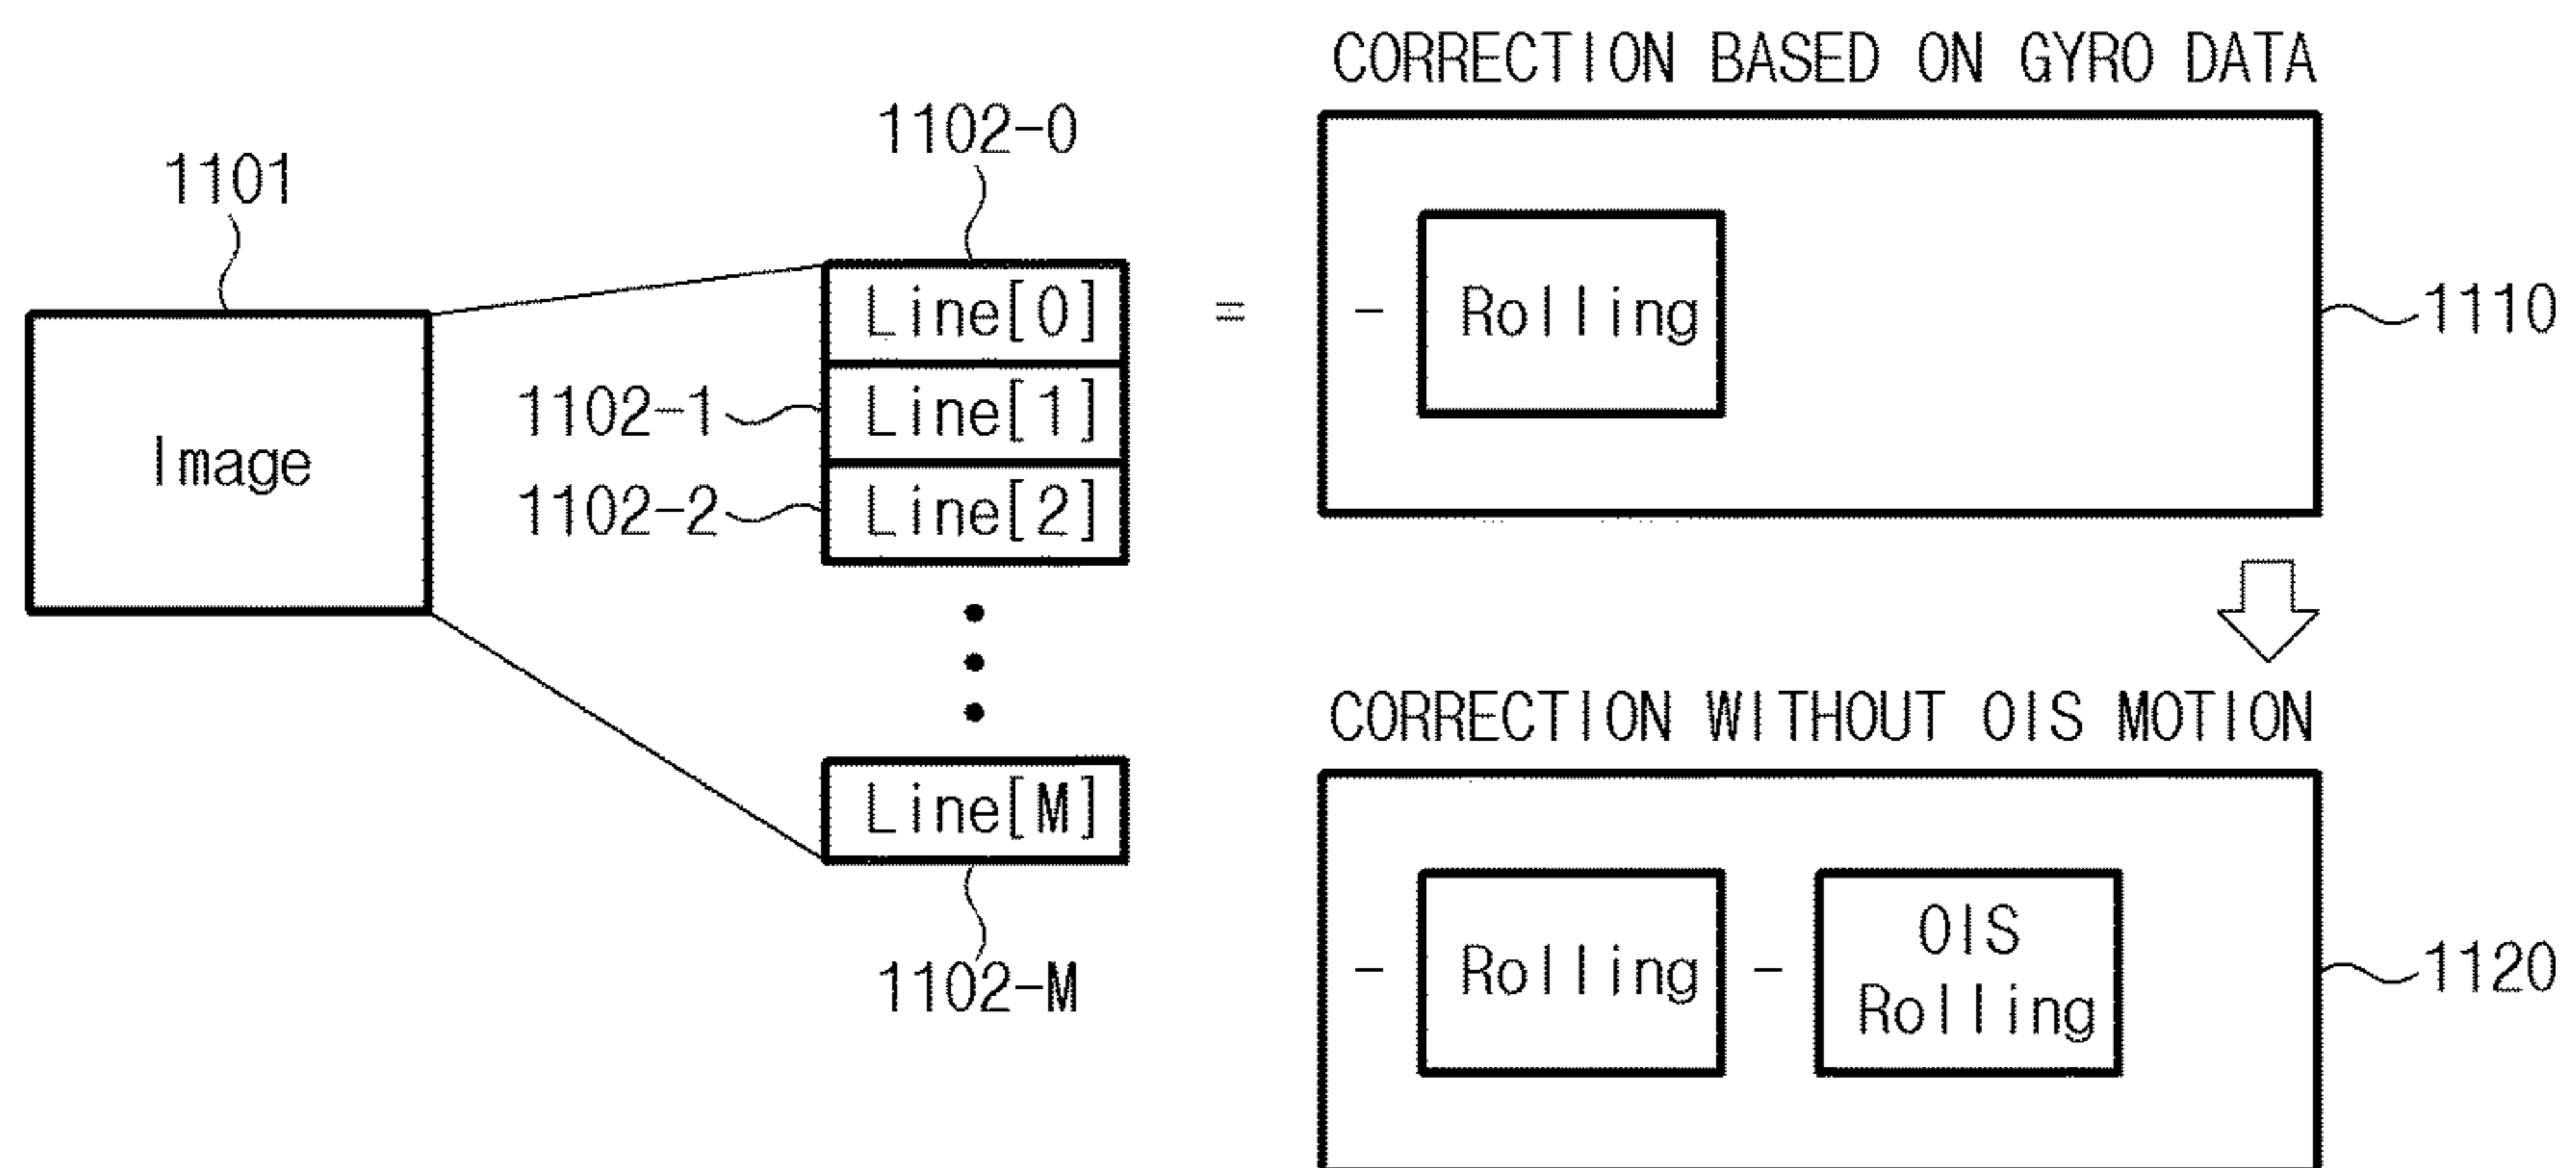 CORRECTION BASED ON GYRO DATA
1102-0
1101
Line[0]
=
- Rolling
1110
1102-1
Line[1]
Image
1102-2
Line[2]
CORRECTION WITHOUT OIS MOTION
Line[M]
1102-M
- Rolling - OIS
Rolling
1120